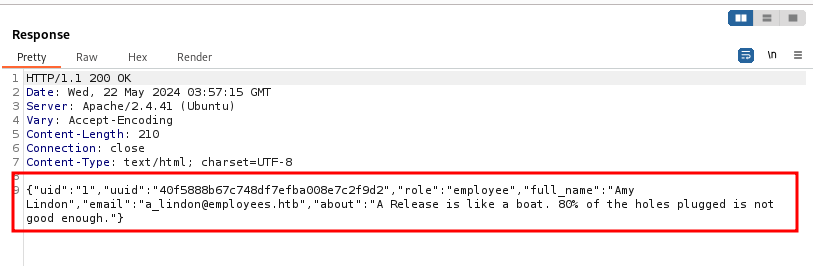 Response
Pretty Raw Hex Render \n
1 HTTP/1.1 200 OK
2 Date: Wed, 22 May 2024 03:57:15 GMT
3 Server: Apache/2.4.41 (Ubuntu)
4 Vary: Accept-Encoding
5 Content-Length: 210
6 Connection: close
7 Content-Type: text/html; charset=UTF-8
8
9 {"uid":"1","uuid":"40f5888b67c748df7efba008e7c2f9d2","role":"employee","full_name":"Amy
Lindon","email":"a_lindon@employees.htb","about":"A Release is like a boat. 80% of the holes plugged is not
good enough."}